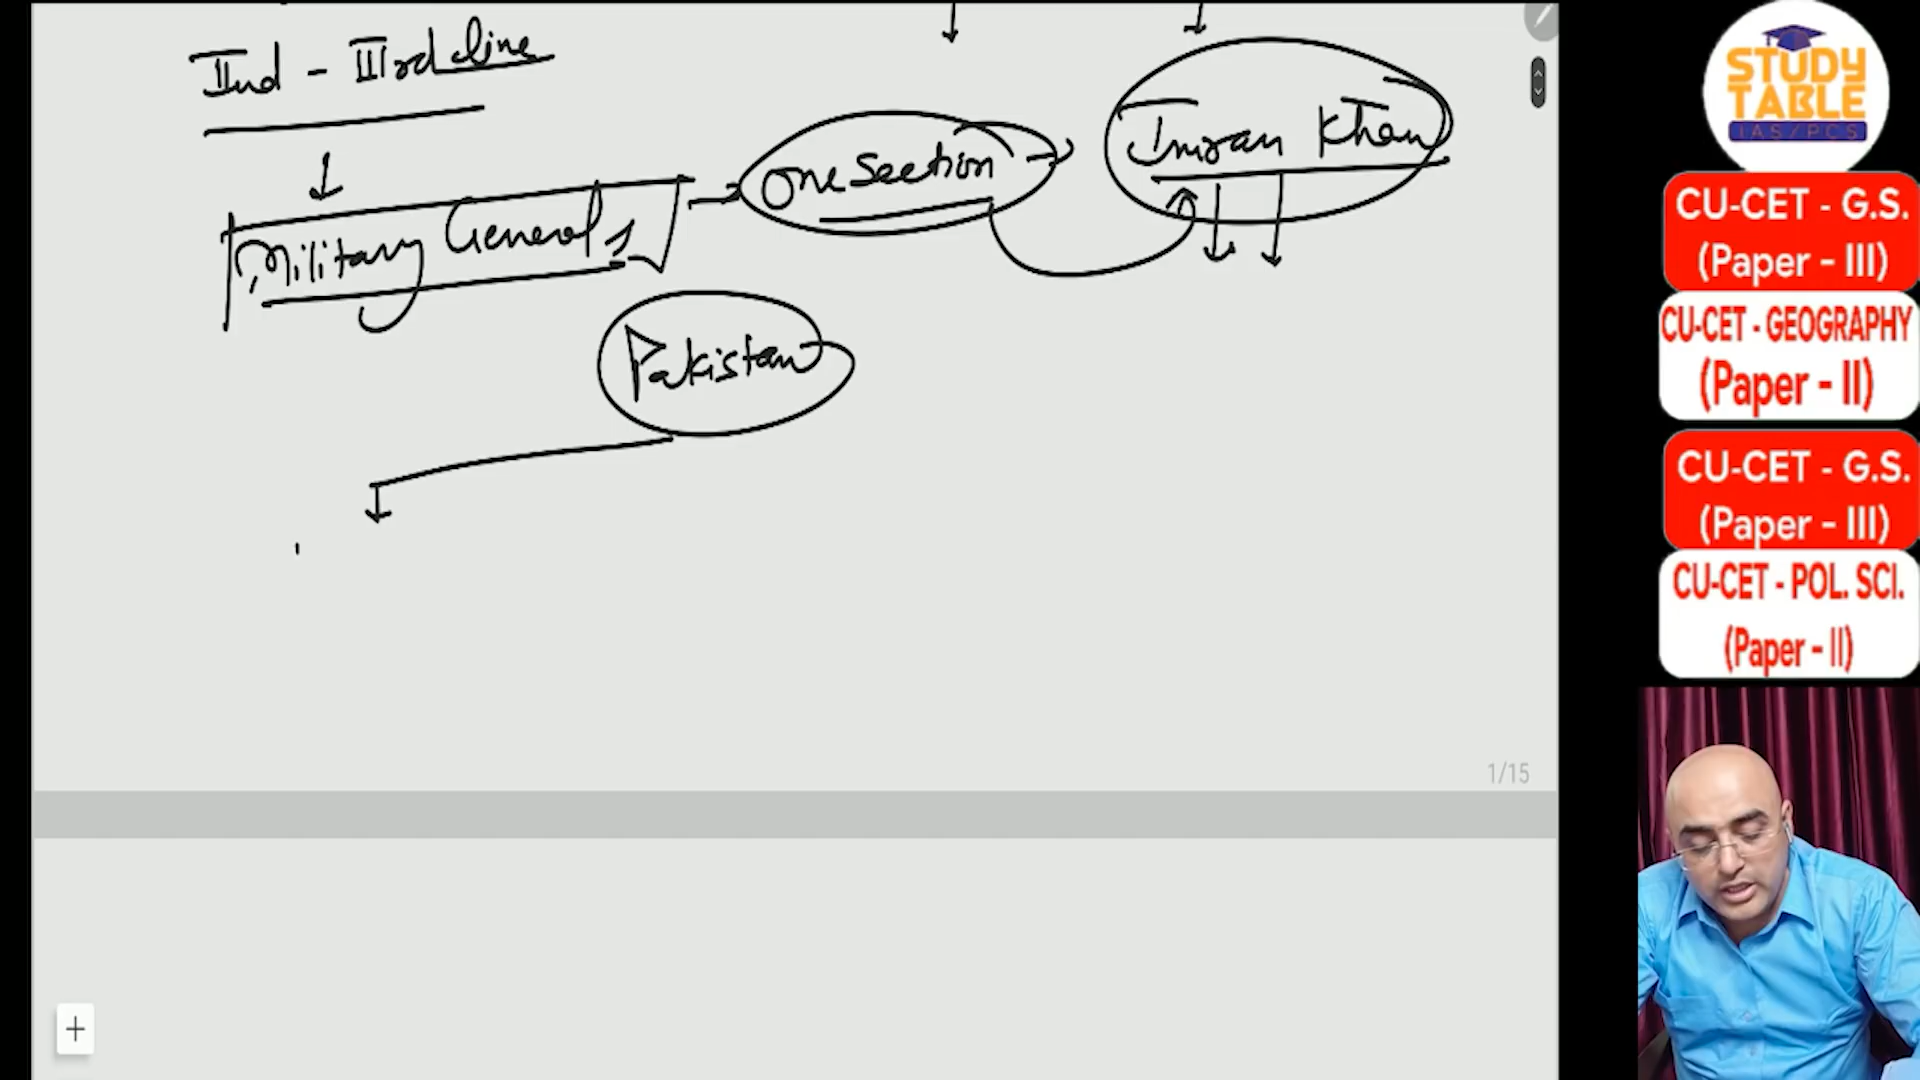 IInd - IIIrd line
Military Generals
One Section
Imran Khan
Pakistan
1/15
+
STUDY
TABLE
IAS/PCS
CU-CET - G.S.
(Paper - III)
CU-CET - GEOGRAPHY
(Paper - II)
CU-CET - G.S.
(Paper - III)
CU-CET - POL. SCI.
(Paper - II)